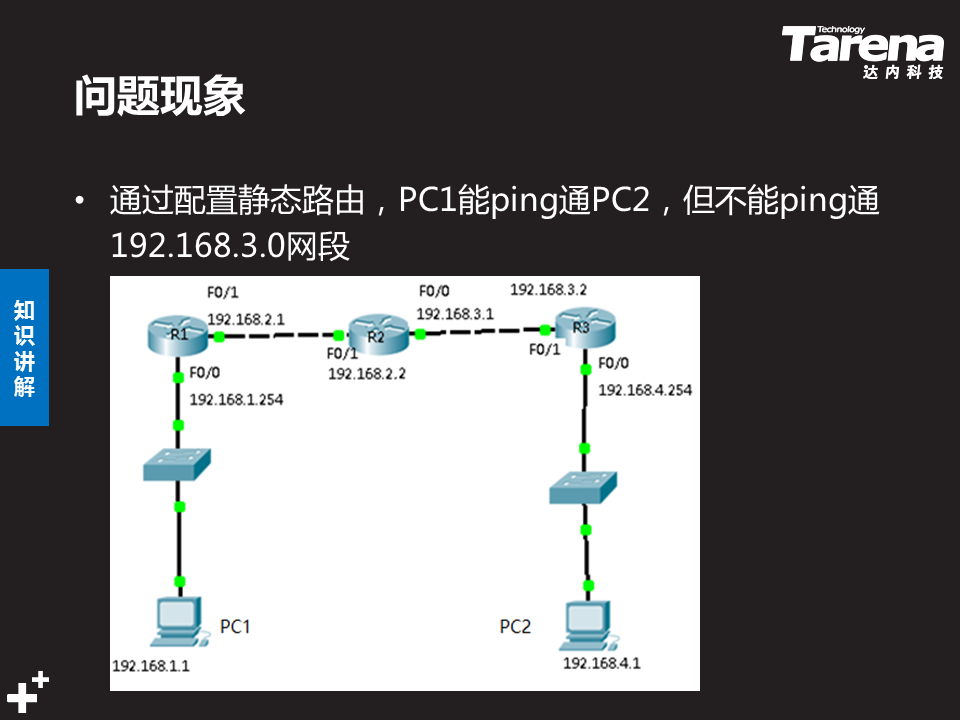 Technology
Tarena
达内科技
问题现象
• 通过配置静态路由，PC1能ping通PC2，但不能ping通
192.168.3.0网段
知识讲解
F0/1
F0/0
192.168.3.2
192.168.2.1
192.168.3.1
R1
R2
R3
F0/1
F0/1
192.168.2.2
F0/0
F0/0
192.168.1.254
192.168.4.254
PC1
PC2
192.168.1.1
192.168.4.1